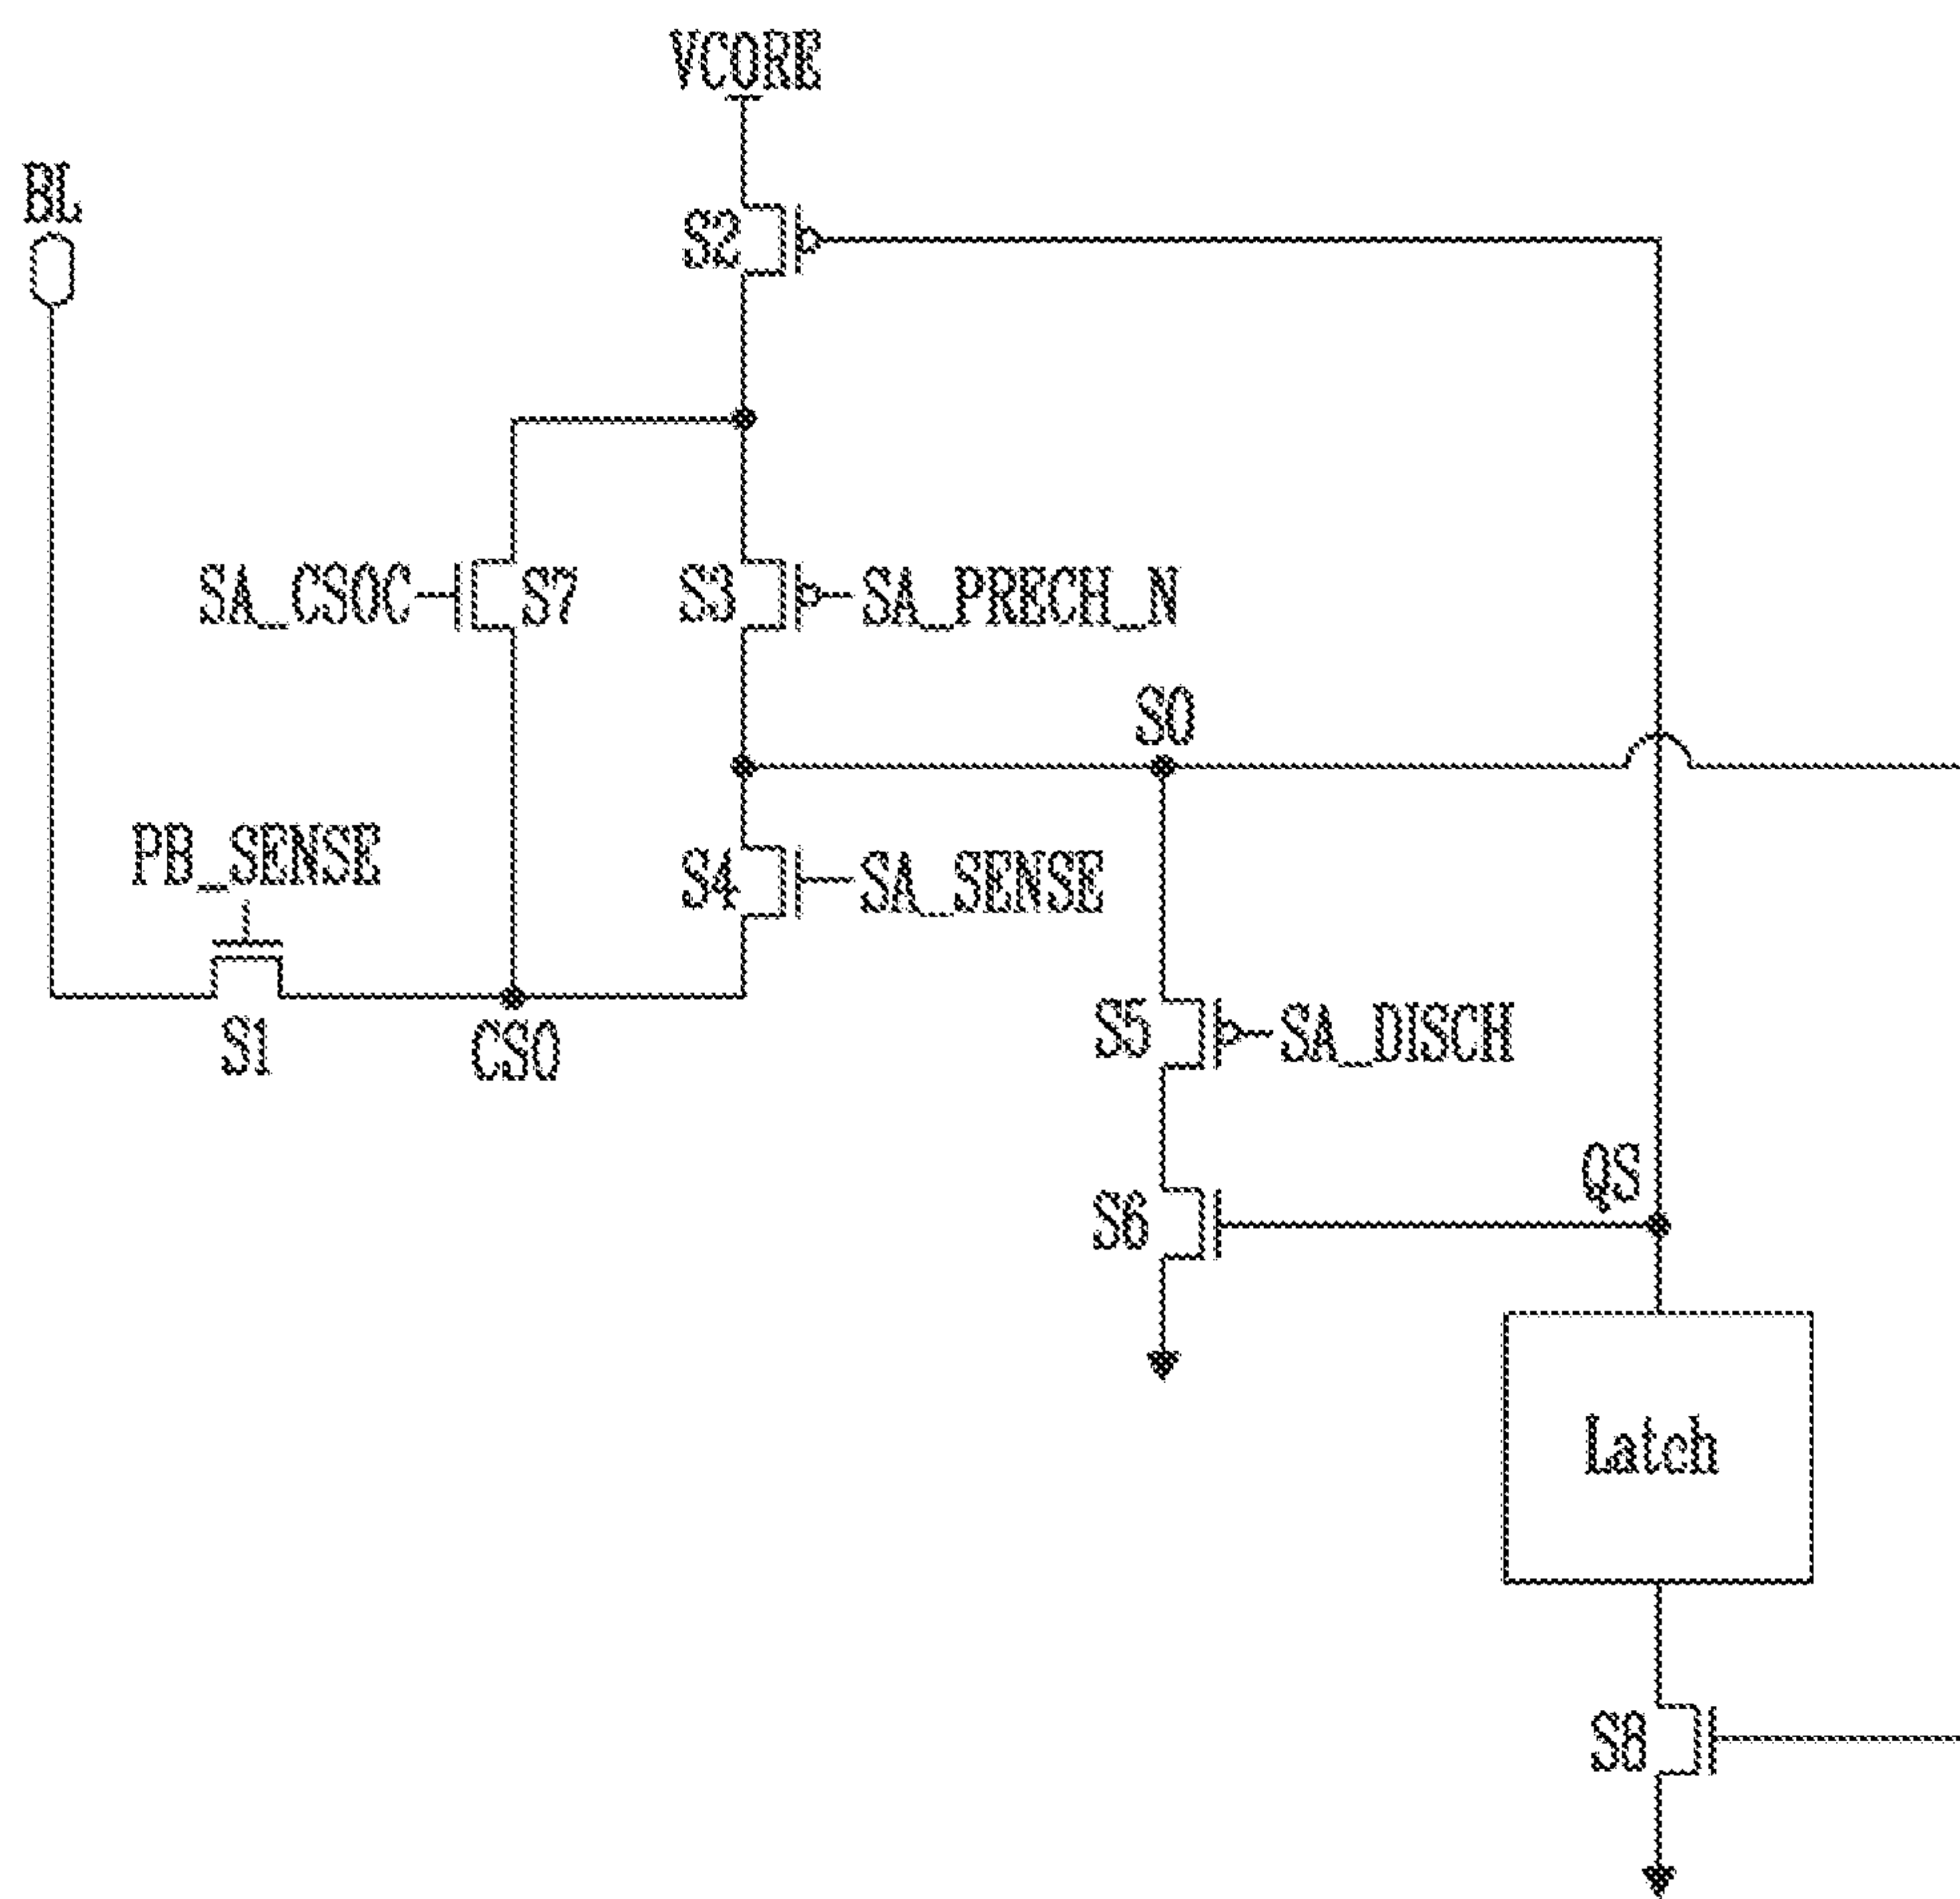 VCORE
BL
S2
SA_CSOC
S7
S3
SA_PRECH_N
SO
PB_SENSE
S4
SA_SENSE
S1
CSO
S5
SA_DISCH
QS
S6
Latch
S8